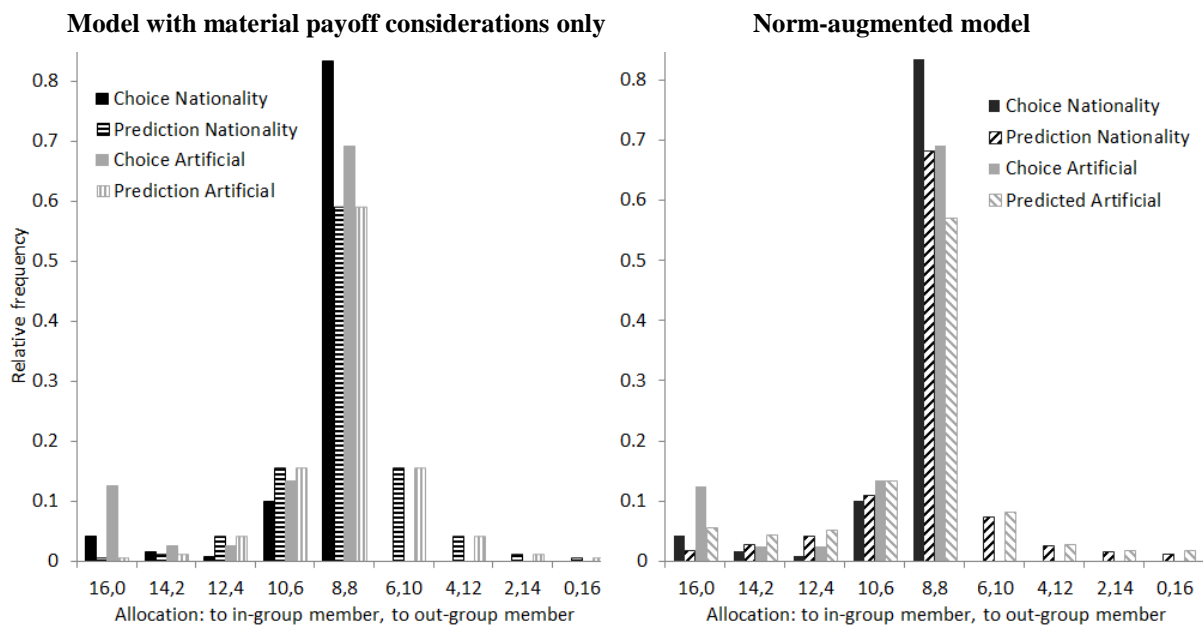 Model with material payoff considerations only
Norm-augmented model
Relative frequency
0.8
0.7
0.6
0.5
0.4
0.3
0.2
0.1
0
Choice Nationality
Prediction Nationality
Choice Artificial
Prediction Artificial
16,0 14,2 12,4 10,6 8,8 6,10 4,12 2,14 0,16
Allocation: to in-group member, to out-group member
0.8
0.7
0.6
0.5
0.4
0.3
0.2
0.1
0
Choice Nationality
Prediction Nationality
Choice Artificial
Predicted Artificial
16,0 14,2 12,4 10,6 8,8 6,10 4,12 2,14 0,16
Allocation: to in-group member, to out-group member